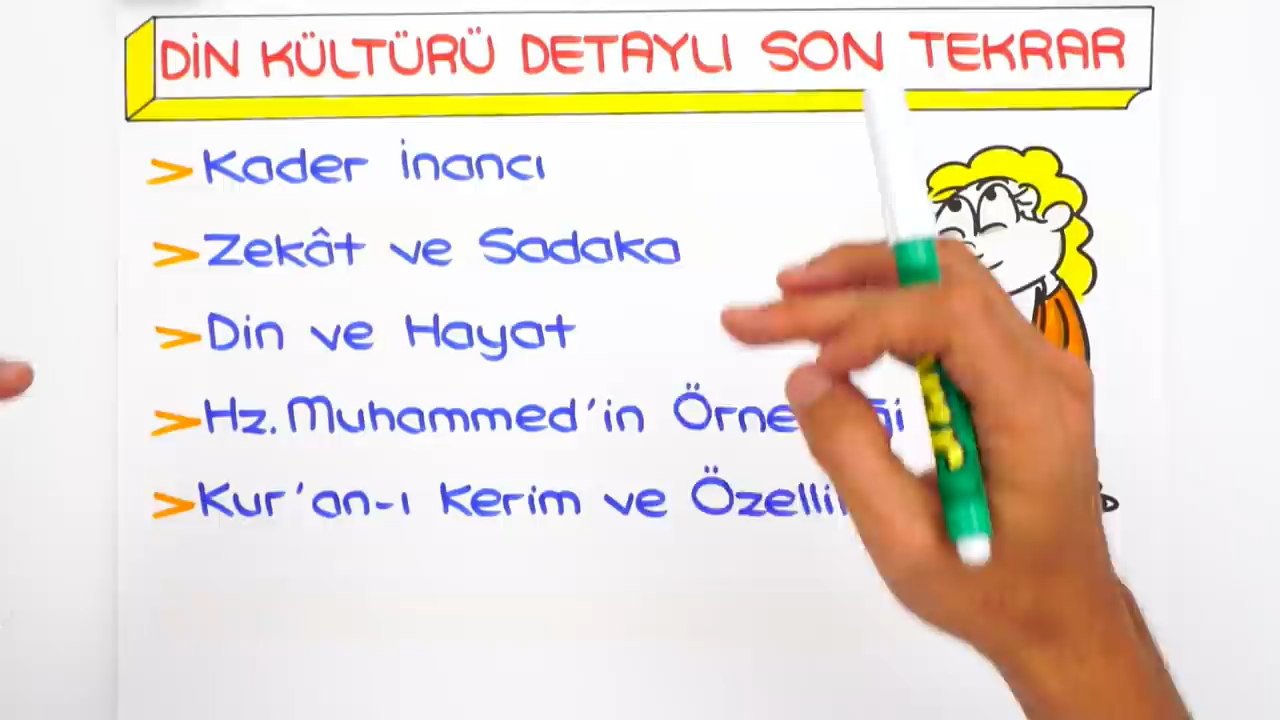 DİN KÜLTÜRÜ DETAYLI SON TEKRAR
> Kader İnancı
> Zekât ve Sadaka
> Din ve Hayat
> Hz. Muhammed'in
> Kur'an-ı Kerim ve